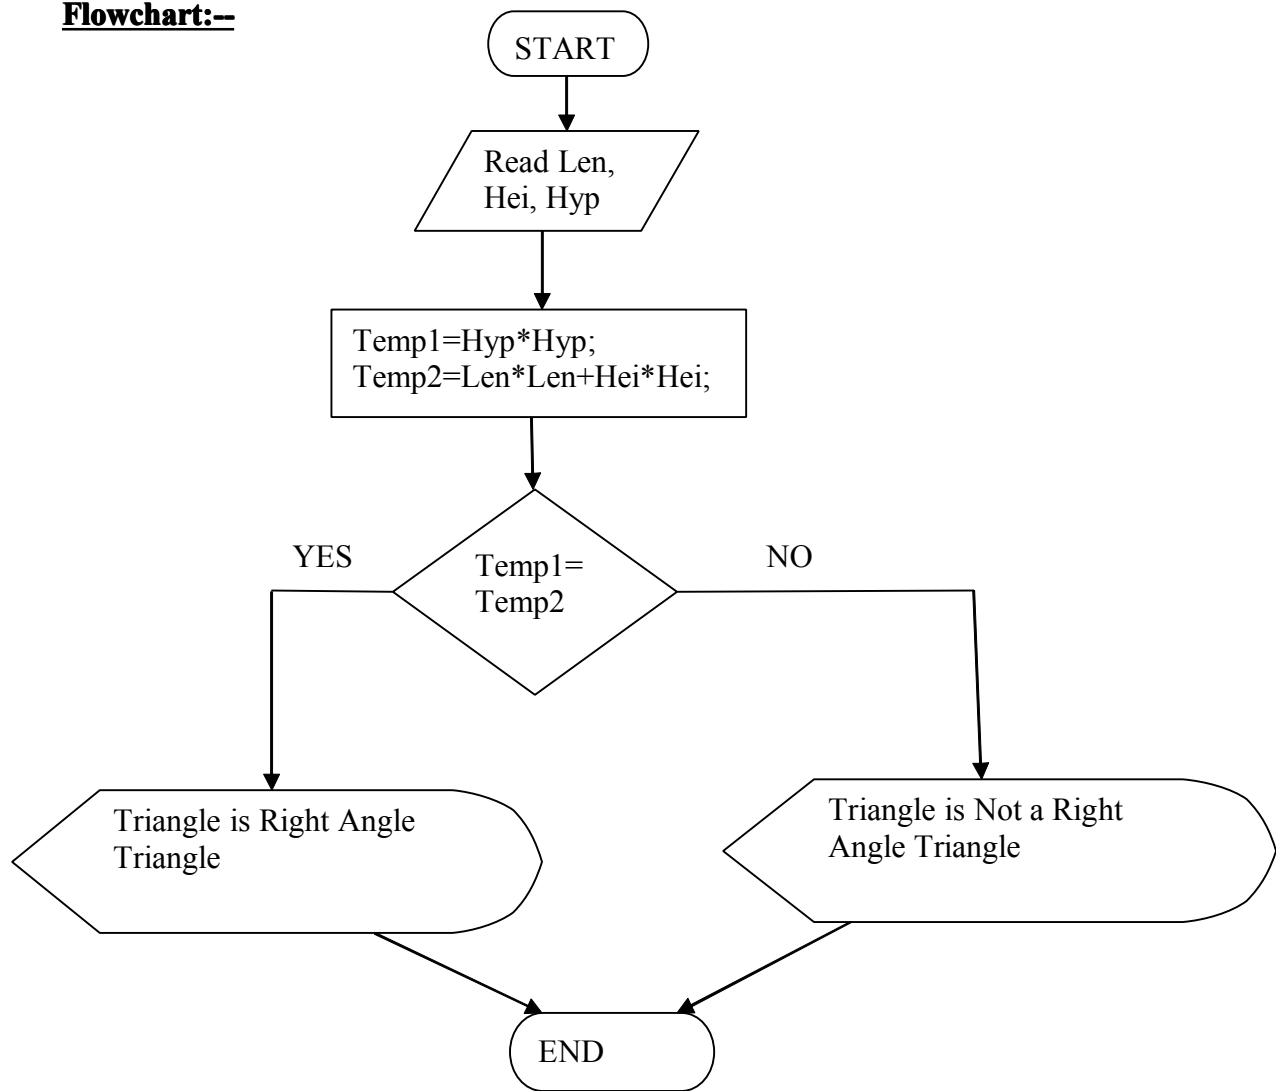 Flowchart:--
START
Read Len,
Hei, Hyp
Temp1=Hyp*Hyp;
Temp2=Len*Len+Hei*Hei;
YES
Temp1=
Temp2
NO
Triangle is Right Angle
Triangle
Triangle is Not a Right
Angle Triangle
END